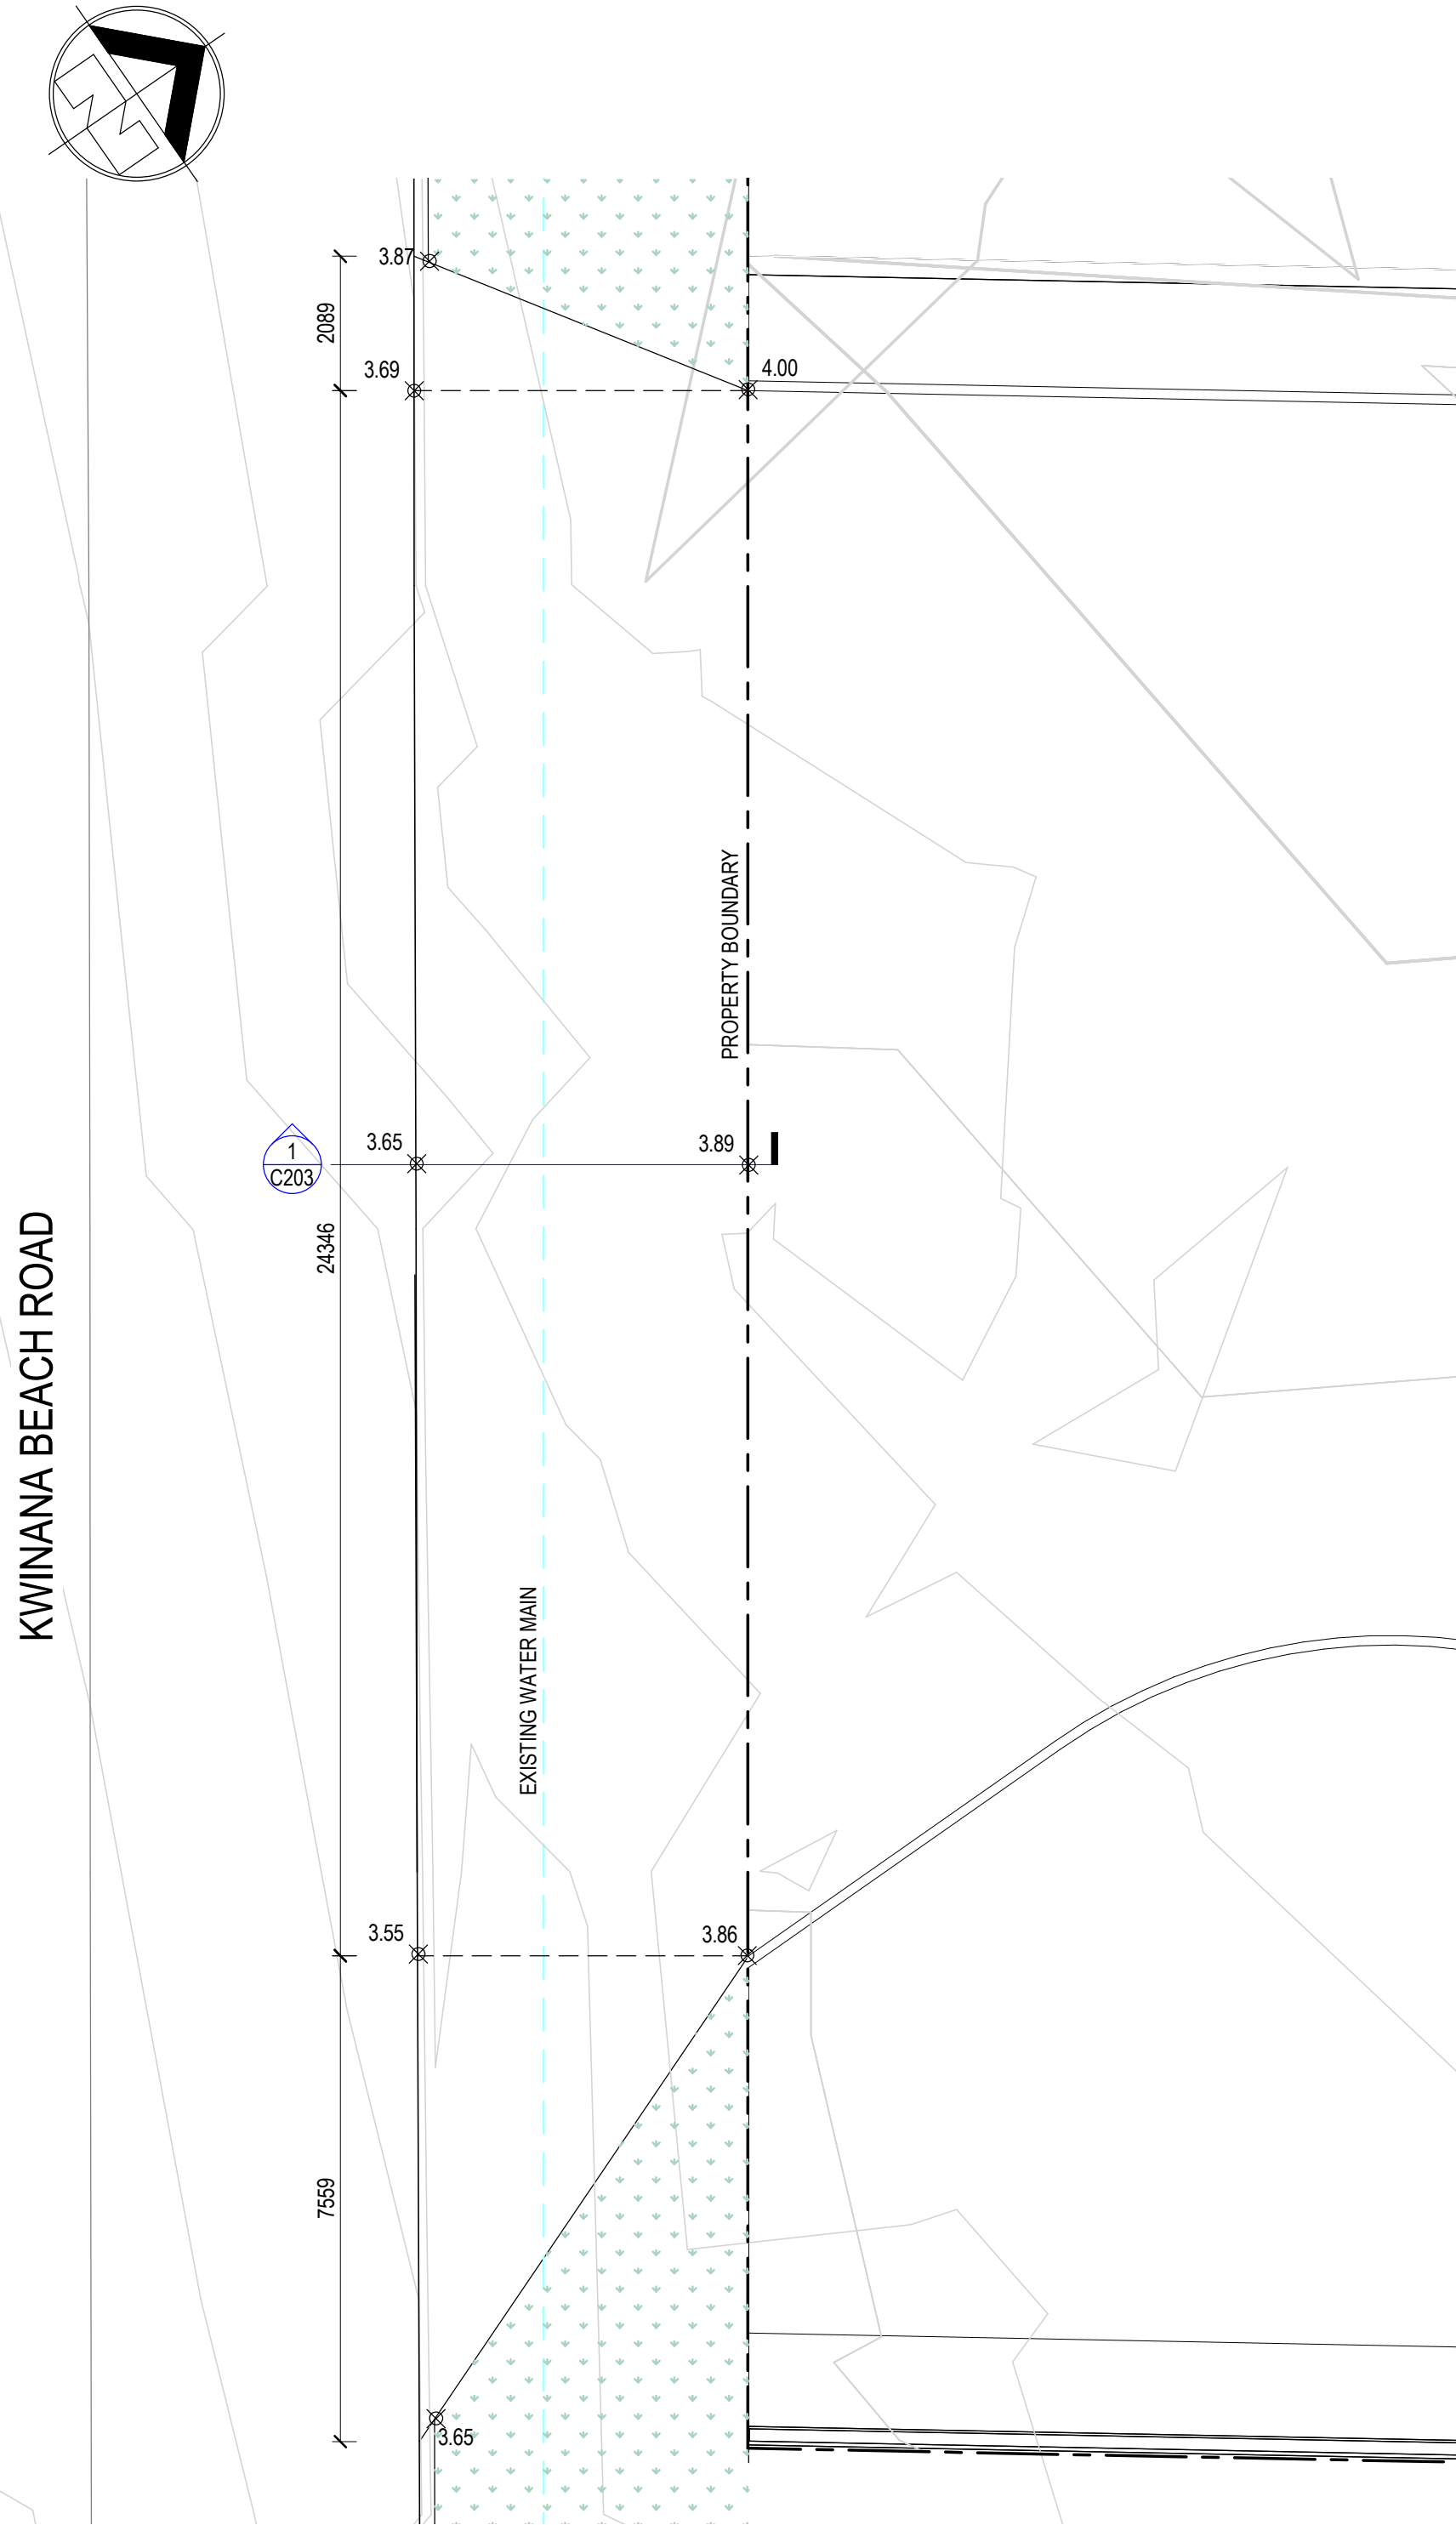 N
3.87
2089
3.69
4.00
PROPERTY BOUNDARY
1
C203
3.65
3.89
24346
KWINANA BEACH ROAD
EXISTING WATER MAIN
3.55
3.86
7559
3.65